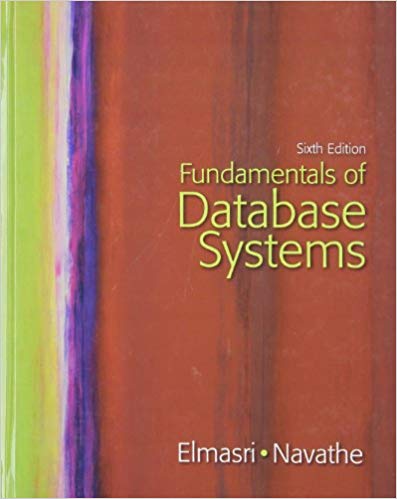 Sixth Edition
Fundamentals of
Database
Systems
Elmasri • Navathe